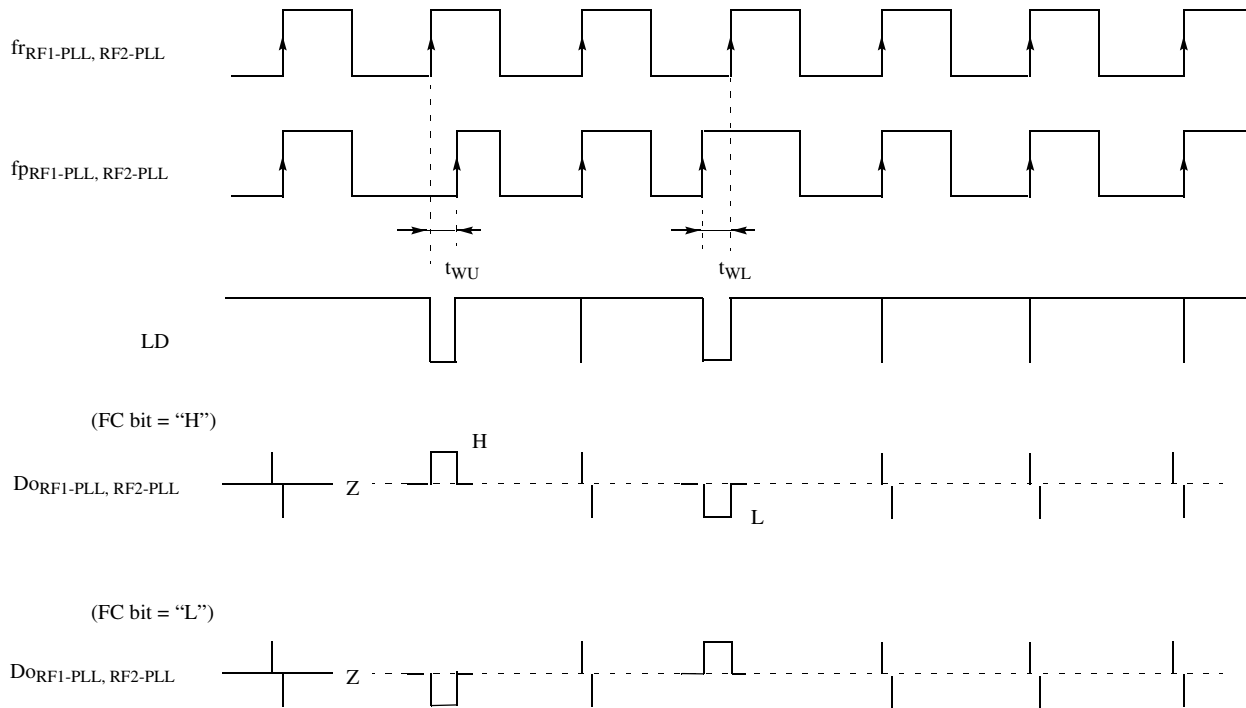 frRF1-PLL, RF2-PLL
fpRF1-PLL, RF2-PLL
tWU tWL
LD
(FC bit = “H”)
H
DoRF1-PLL, RF2-PLL Z
L
(FC bit = “L”)
DoRF1-PLL, RF2-PLL Z